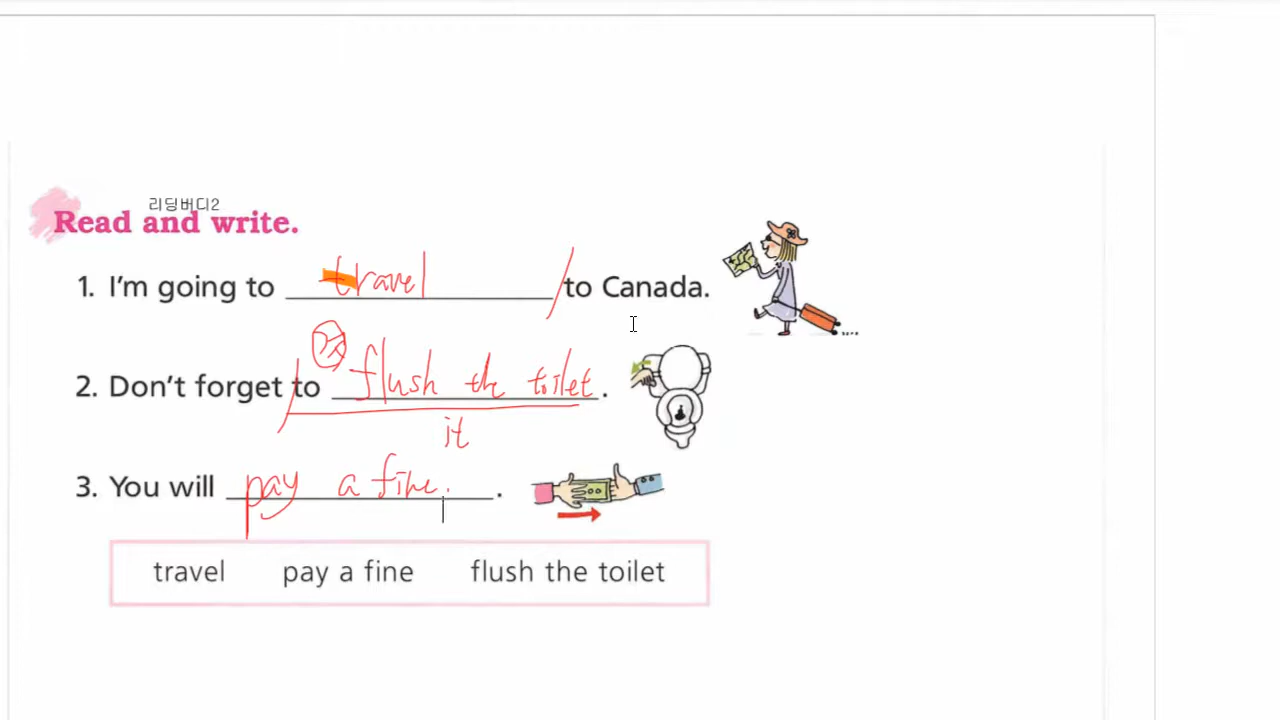 리딩버디2
Read and write.
1. I'm going to travel to Canada.
2. Don't forget to flush the toilet.
it
3. You will pay a fine. .
travel pay a fine flush the toilet